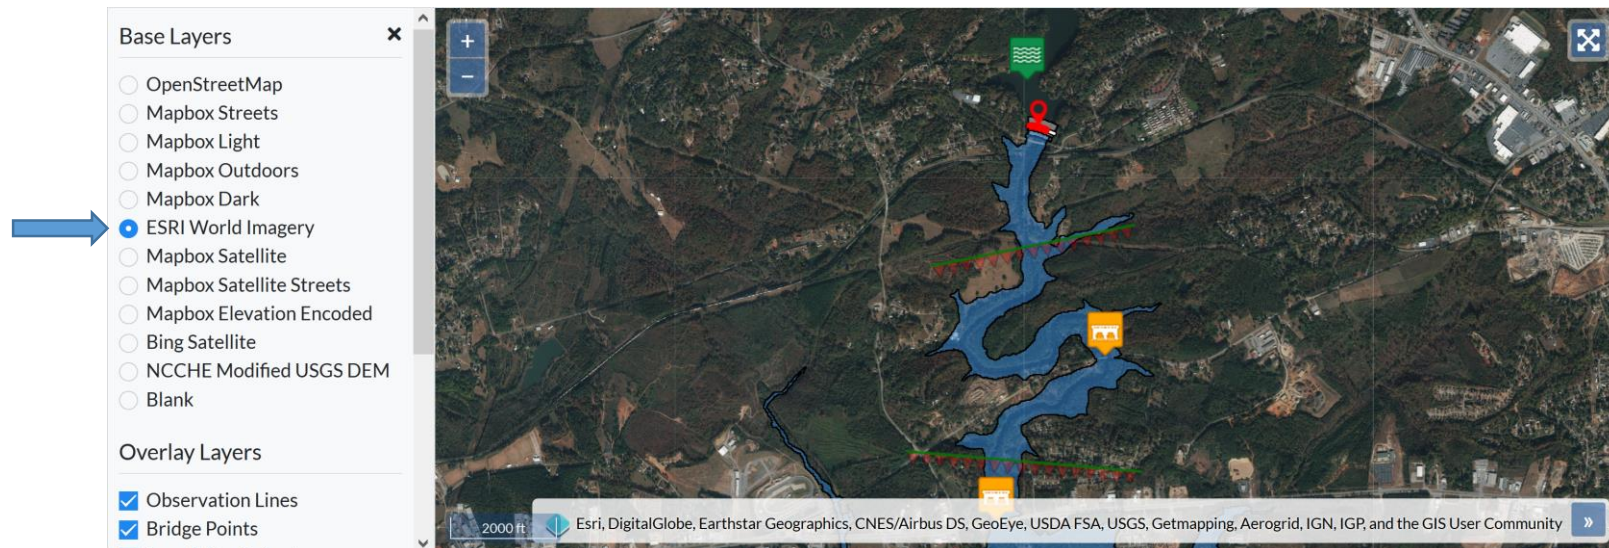 Base Layers ×
OpenStreetMap
Mapbox Streets
Mapbox Light
Mapbox Outdoors
Mapbox Dark
ESRI World Imagery
Mapbox Satellite
Mapbox Satellite Streets
Mapbox Elevation Encoded
Bing Satellite
NCCHE Modified USGS DEM
Blank
Overlay Layers
Observation Lines
Bridge Points
+
−
2000 ft
Esri, DigitalGlobe, Earthstar Geographics, CNES/Airbus DS, GeoEye, USDA FSA, USGS, Getmapping, Aerogrid, IGN, IGP, and the GIS User Community »